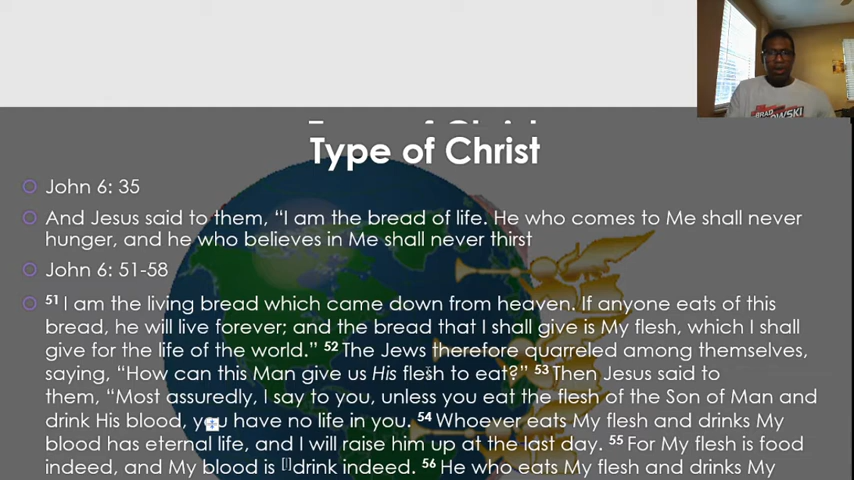 Type of Christ
John 6: 35
And Jesus said to them, “I am the bread of life. He who comes to Me shall never
hunger, and he who believes in Me shall never thirst
John 6: 51-58
51 I am the living bread which came down from heaven. If anyone eats of this
bread, he will live forever; and the bread that I shall give is My flesh, which I shall
give for the life of the world.” 52 The Jews therefore quarreled among themselves,
saying, “How can this Man give us His flesh to eat?” 53 Then Jesus said to
them, “Most assuredly, I say to you, unless you eat the flesh of the Son of Man and
drink His blood, you have no life in you. 54 Whoever eats My flesh and drinks My
blood has eternal life, and I will raise him up at the last day. 55 For My flesh is food
indeed, and My blood is [j]drink indeed. 56 He who eats My flesh and drinks My